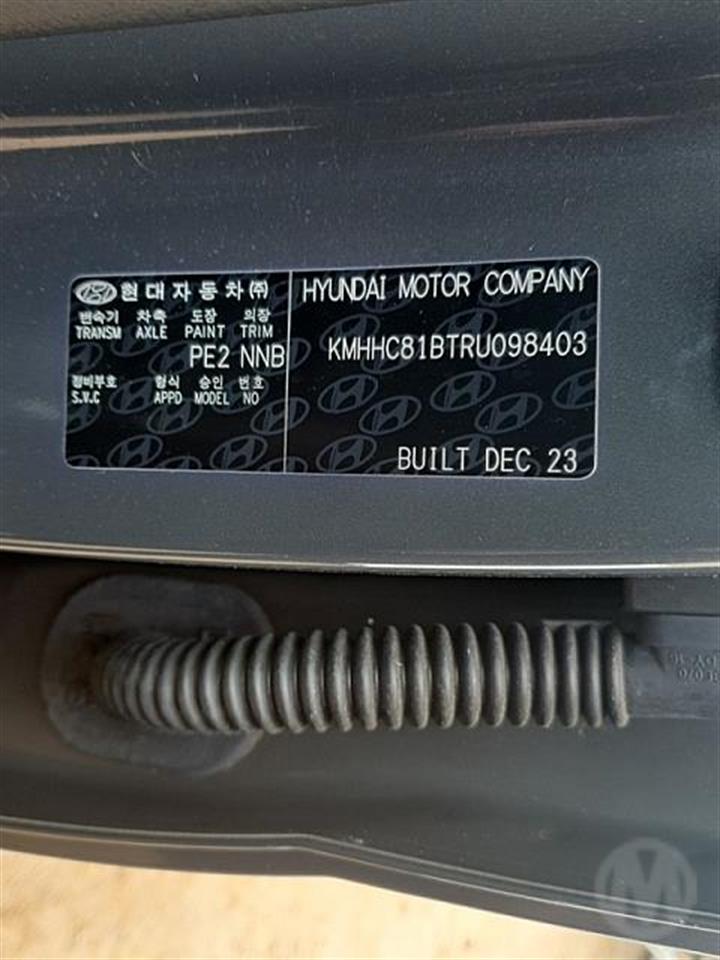 현대자동차㈜
변속기 차축 도장 의장
TRANSM AXLE PAINT TRIM
PE2 NNB
정비부호 형식 승인 번호
S.V.C APPD MODEL NO
HYUNDAI MOTOR COMPANY
KMHHC81BTRU098403
BUILT DEC 23